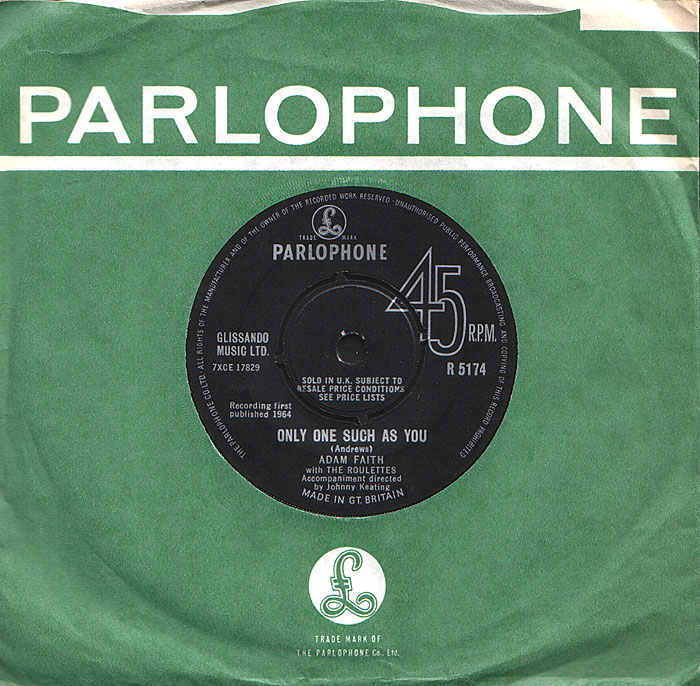 PARLOPHONE
THE PARLOPHONE CO. LTD. · ALL RIGHTS OF THE MANUFACTURER AND OF THE OWNER OF THE RECORDED WORK RESERVED · UNAUTHORISED PUBLIC PERFORMANCE BROADCASTING AND COPYING OF THIS RECORD PROHIBITED
£
TRADE MARK
PARLOPHONE
45
R.P.M.
GLISSANDO
MUSIC LTD.
7XCE 17829
R 5174
SOLD IN U.K. SUBJECT TO
RESALE PRICE CONDITIONS
SEE PRICE LISTS
Recording first
published 1964
ONLY ONE SUCH AS YOU
(Andrews)
ADAM FAITH
with THE ROULETTES
Accompaniment directed
by Johnny Keating
MADE IN GT. BRITAIN
£
TRADE MARK OF
THE PARLOPHONE Co., Ltd.